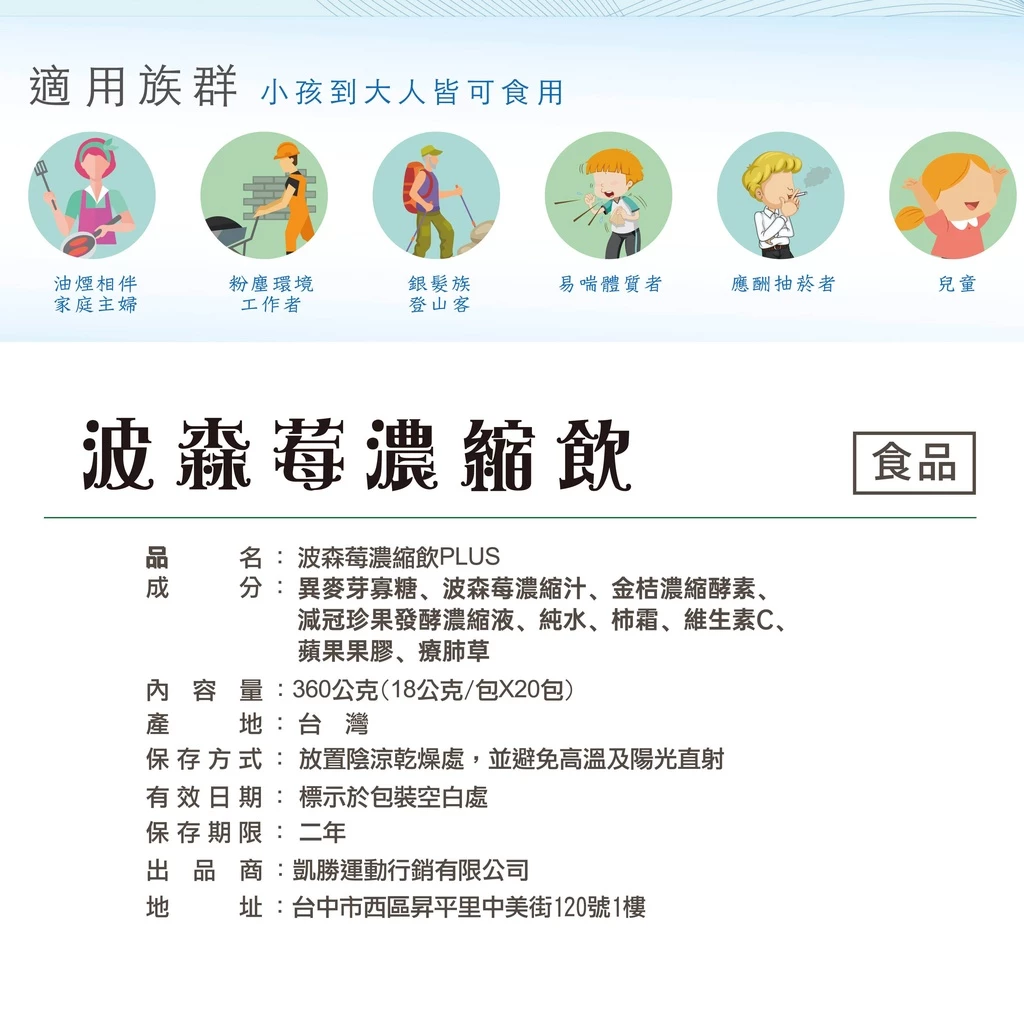 適用族群 小孩到大人皆可食用
油煙相伴
家庭主婦
粉塵環境
工作者
銀髮族
登山客
易喘體質者
應酬抽菸者
兒童
波森莓濃縮飲
食品
品名：波森莓濃縮飲PLUS
成分：異麥芽寡糖、波森莓濃縮汁、金桔濃縮酵素、
減冠珍果發酵濃縮液、純水、柿霜、維生素C、
蘋果果膠、療肺草
內容量：360公克(18公克/包X20包)
產地：台灣
保存方式：放置陰涼乾燥處，並避免高溫及陽光直射
有效日期：標示於包裝空白處
保存期限：二年
出品商：凱勝運動行銷有限公司
地址：台中市西區昇平里中美街120號1樓